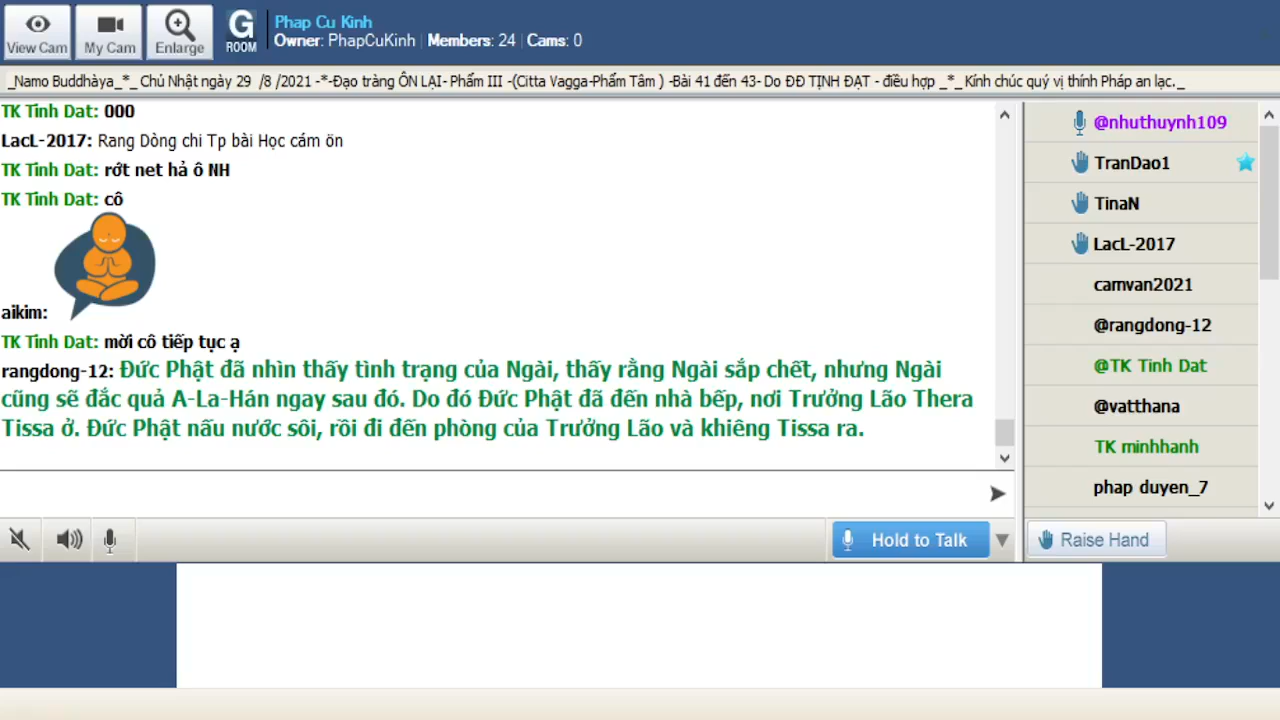 View Cam
My Cam
Enlarge
G
ROOM
Phap Cu Kinh
Owner: PhapCuKinh | Members: 24 | Cams: 0
_Namo Buddhàya_*_ Chủ Nhật ngày 29 /8 /2021 -*-Đạo tràng ÔN LẠI- Phẩm III -(Citta Vagga-Phẩm Tâm ) -Bài 41 đến 43- Do ĐĐ TỊNH ĐẠT - điều hợp _*_ Kính chúc quý vị thính Pháp an lạc._
TK Tinh Dat: 000
LacL-2017: Rang Dòng chi Tp bài Học cám ön
TK Tinh Dat: rớt net hả ô NH
TK Tinh Dat: cô
aikim:
TK Tinh Dat: mời cô tiếp tục ạ
rangdong-12: Đức Phật đã nhìn thấy tình trạng của Ngài, thấy rằng Ngài sắp chết, nhưng Ngài
cũng sẽ đắc quả A-La-Hán ngay sau đó. Do đó Đức Phật đã đến nhà bếp, nơi Trưởng Lão Thera
Tissa ở. Đức Phật nấu nước sôi, rồi đi đến phòng của Trưởng Lão và khiêng Tissa ra.
@nhuthuynh109
TranDao1
TinaN
LacL-2017
camvan2021
@rangdong-12
@TK Tinh Dat
@vatthana
TK minhhanh
phap duyen_7
Hold to Talk
Raise Hand